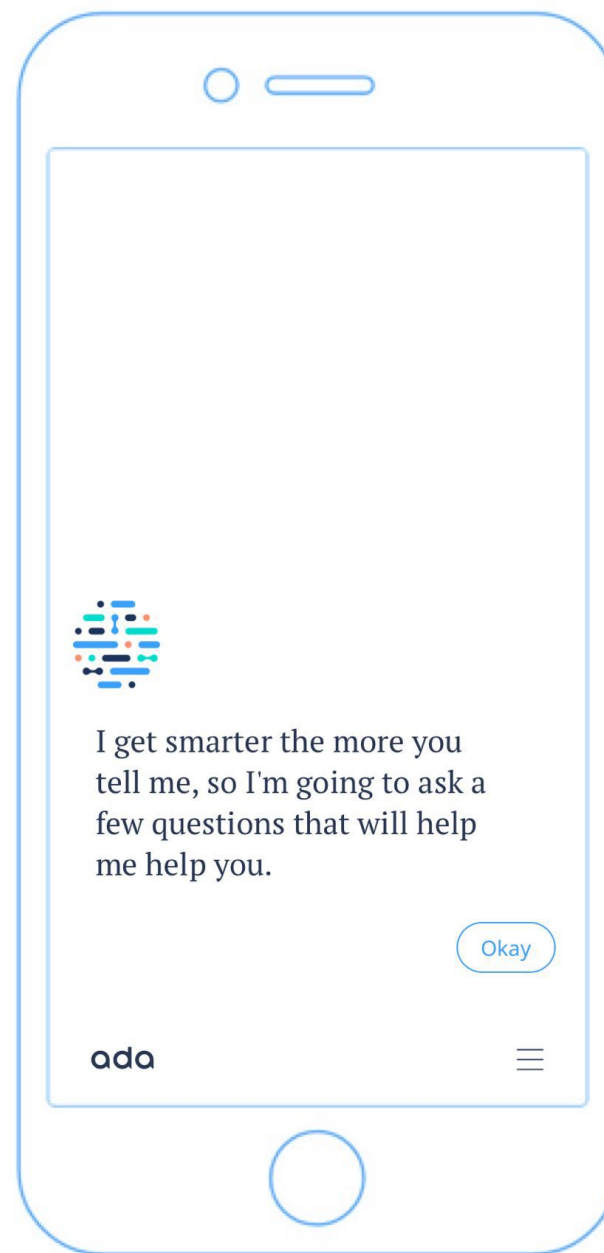 I get smarter the more you
tell me, so I'm going to ask a
few questions that will help
me help you.
Okay
ada